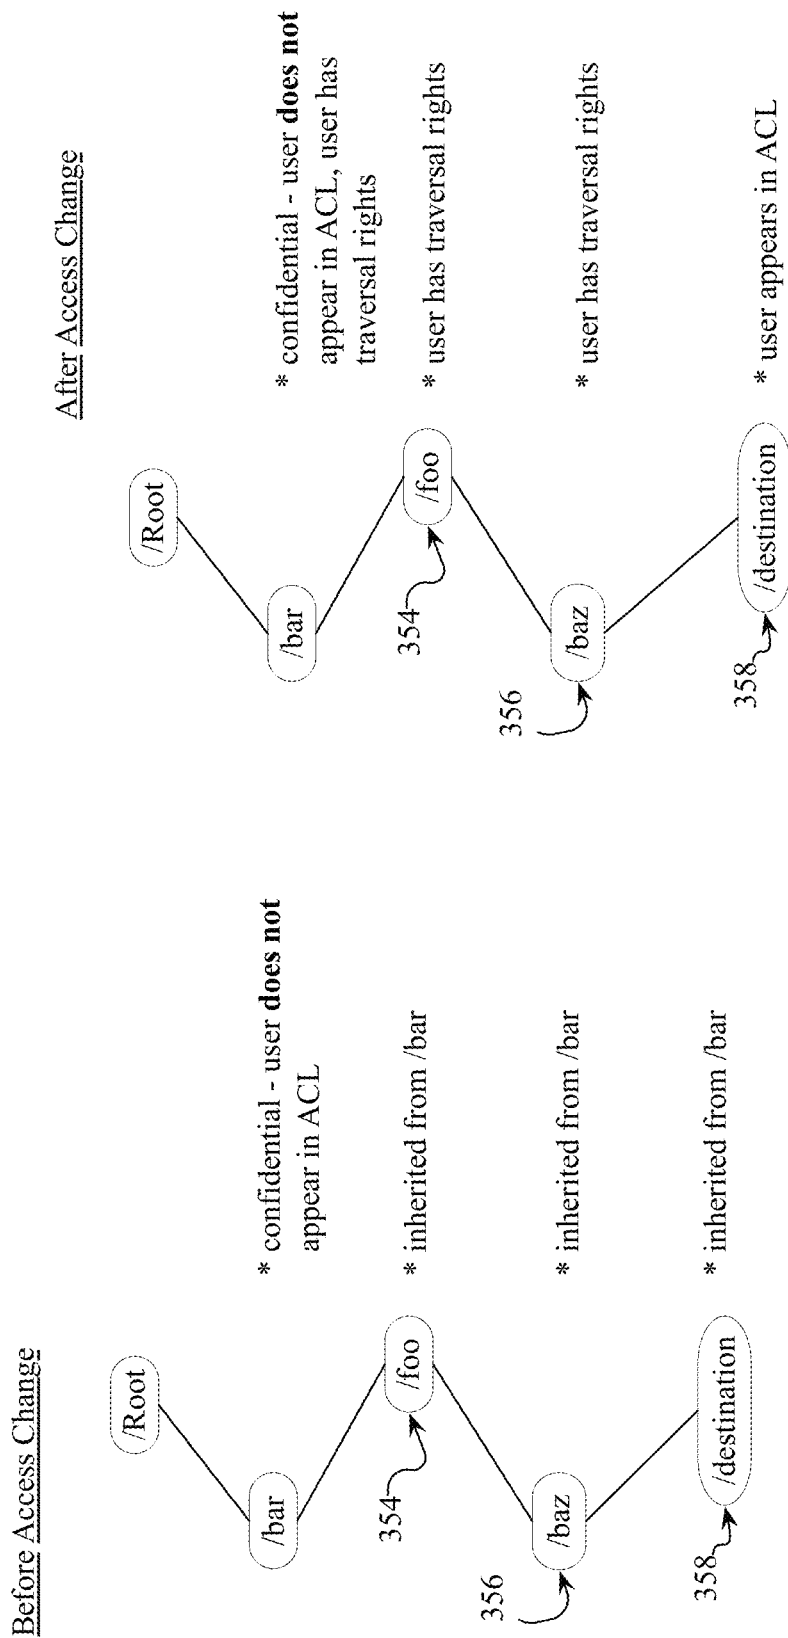 Before Access Change
/Root
/bar
* confidential - user does not
appear in ACL
354
/foo
* inherited from /bar
356
/baz
* inherited from /bar
358
/destination
* inherited from /bar
After Access Change
/Root
/bar
* confidential - user does not
appear in ACL, user has
traversal rights
354
/foo
* user has traversal rights
356
/baz
* user has traversal rights
358
/destination
* user appears in ACL